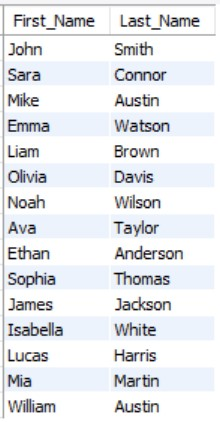 First_Name Last_Name
John Smith
Sara Connor
Mike Austin
Emma Watson
Liam Brown
Olivia Davis
Noah Wilson
Ava Taylor
Ethan Anderson
Sophia Thomas
James Jackson
Isabella White
Lucas Harris
Mia Martin
William Austin